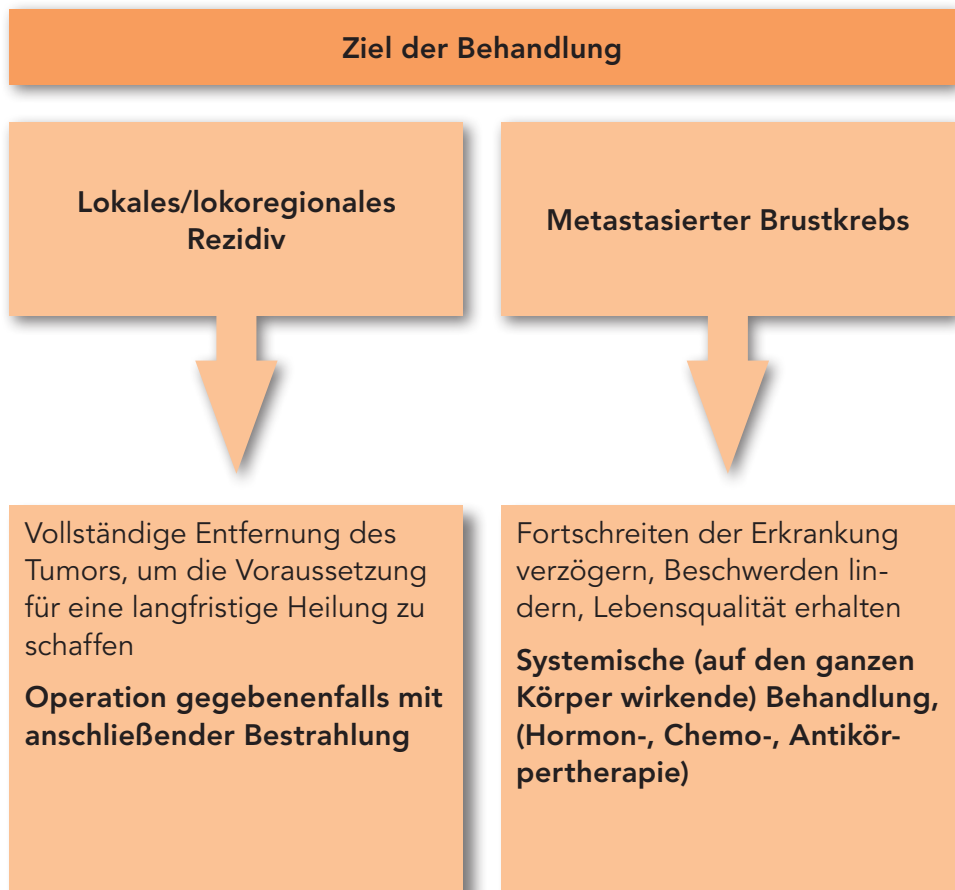 Ziel der Behandlung
Lokales/lokoregionales
Rezidiv
Metastasierter Brustkrebs
Vollständige Entfernung des
Tumors, um die Voraussetzung
für eine langfristige Heilung zu
schaffen
Operation gegebenenfalls mit
anschließender Bestrahlung
Fortschreiten der Erkrankung
verzögern, Beschwerden lin-
dern, Lebensqualität erhalten
Systemische (auf den ganzen
Körper wirkende) Behandlung,
(Hormon-, Chemo-, Antikör-
pertherapie)